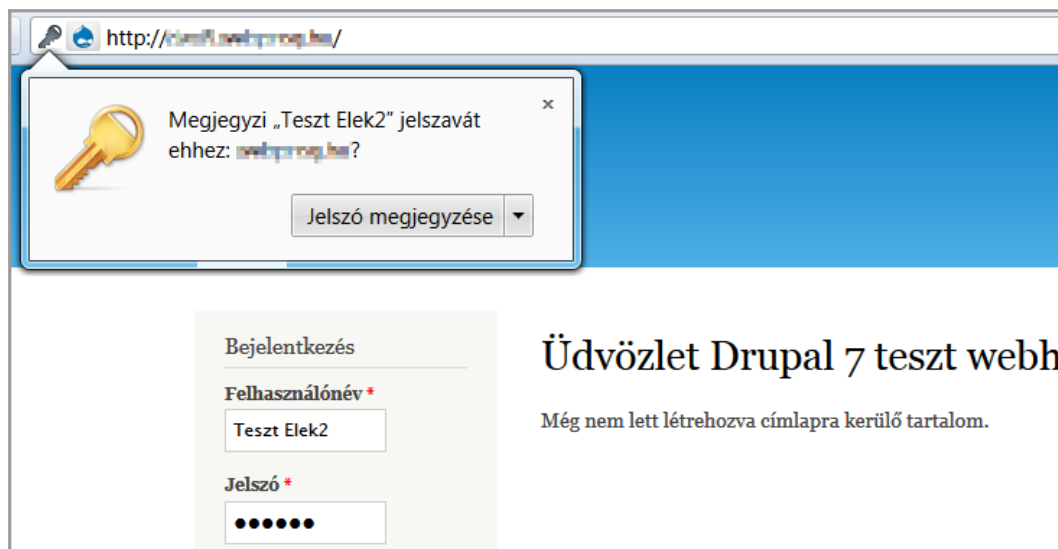 http://
Megjegyzi „Teszt Elek2” jelszavát
ehhez: ?
Jelszó megjegyzése
Bejelentkezés
Felhasználónév *
Teszt Elek2
Jelszó *
Üdvözlet Drupal 7 teszt webh
Még nem lett létrehozva címlapra kerülő tartalom.